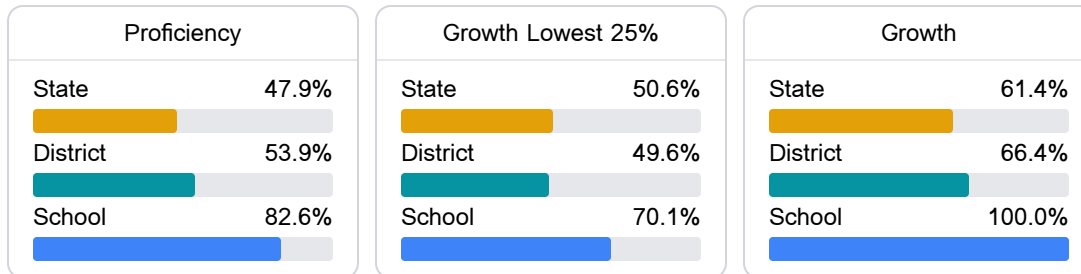 Proficiency
State 47.9%
District 53.9%
School 82.6%
Growth Lowest 25%
State 50.6%
District 49.6%
School 70.1%
Growth
State 61.4%
District 66.4%
School 100.0%